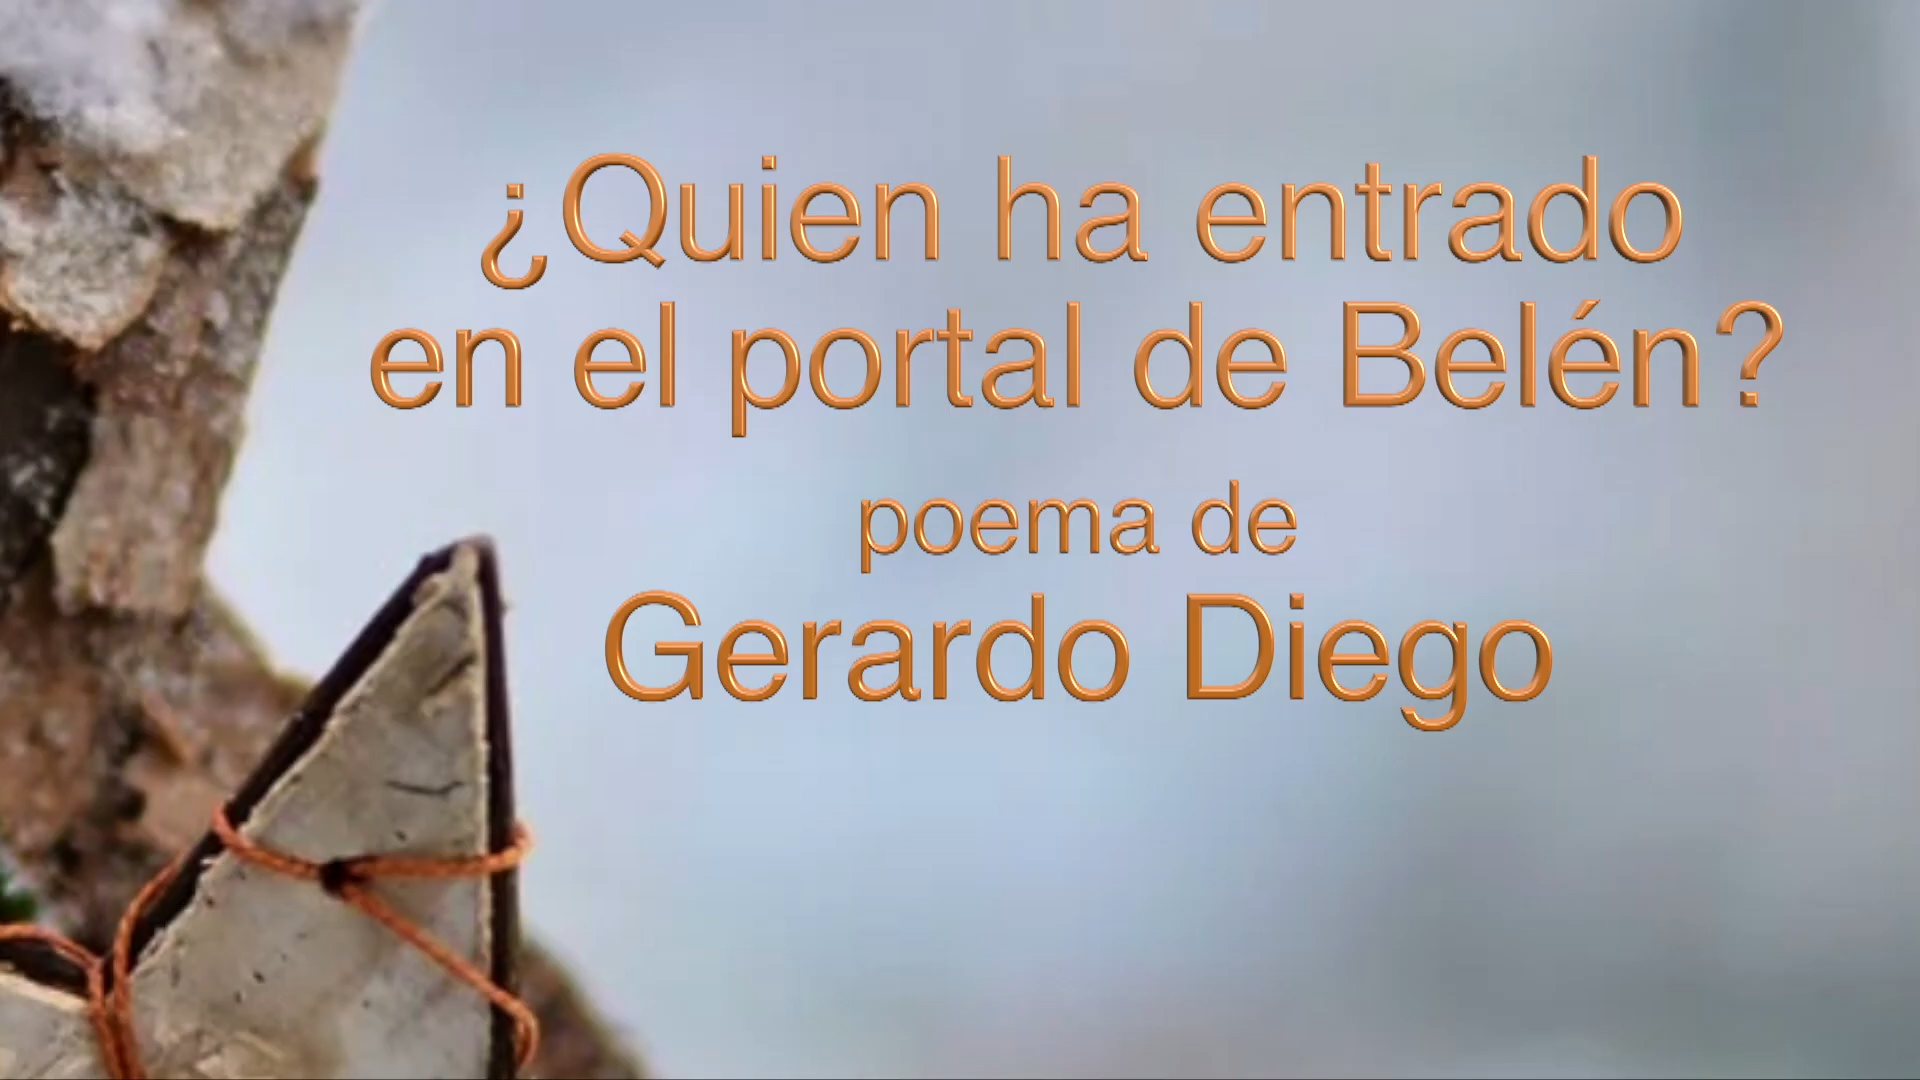 ¿Quien ha entrado
en el portal de Belén?
poema de
Gerardo Diego